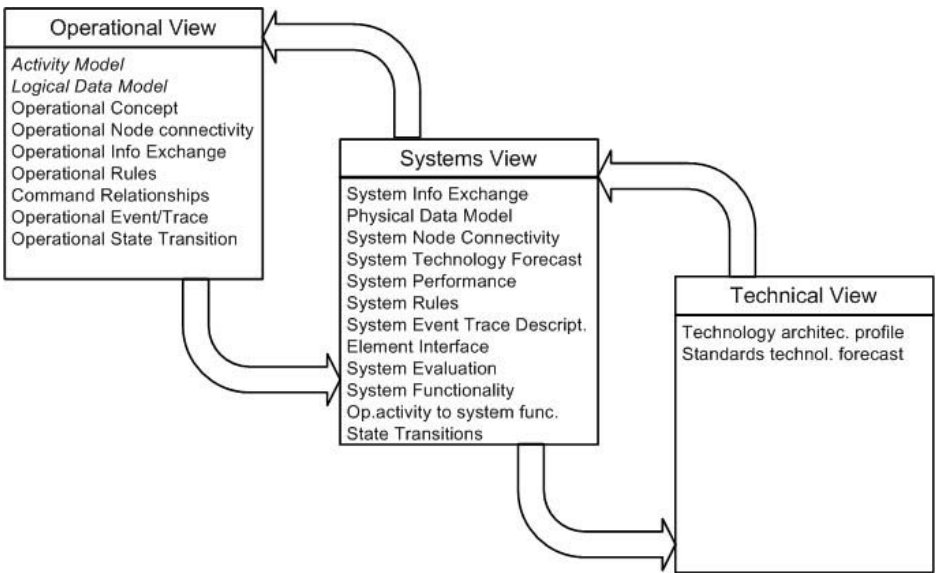 Operational View
Activity Model
Logical Data Model
Operational Concept
Operational Node connectivity
Operational Info Exchange
Operational Rules
Command Relationships
Operational Event/Trace
Operational State Transition
Systems View
System Info Exchange
Physical Data Model
System Node Connectivity
System Technology Forecast
System Performance
System Rules
System Event Trace Descript.
Element Interface
System Evaluation
System Functionality
Op.activity to system func.
State Transitions
Technical View
Technology architec. profile
Standards technol. forecast